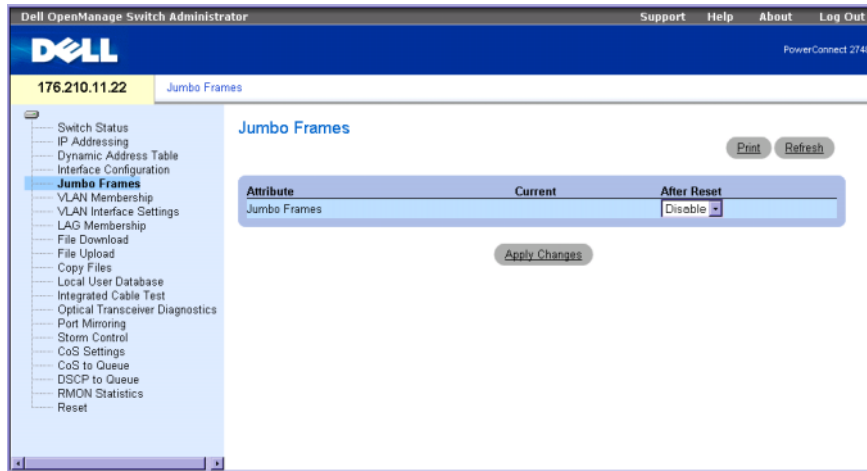 Dell OpenManage Switch Administrator
Support Help About Log Out
DELL
PowerConnect 274
176.210.11.22
Jumbo Frames
Switch Status
IP Addressing
Dynamic Address Table
Interface Configuration
Jumbo Frames
VLAN Membership
VLAN Interface Settings
LAG Membership
File Download
File Upload
Copy Files
Local User Database
Integrated Cable Test
Optical Transceiver Diagnostics
Port Mirroring
Storm Control
CoS Settings
CoS to Queue
DSCP to Queue
RMON Statistics
Reset
Jumbo Frames
Print Refresh
Attribute Current After Reset
Jumbo Frames Disable
Apply Changes